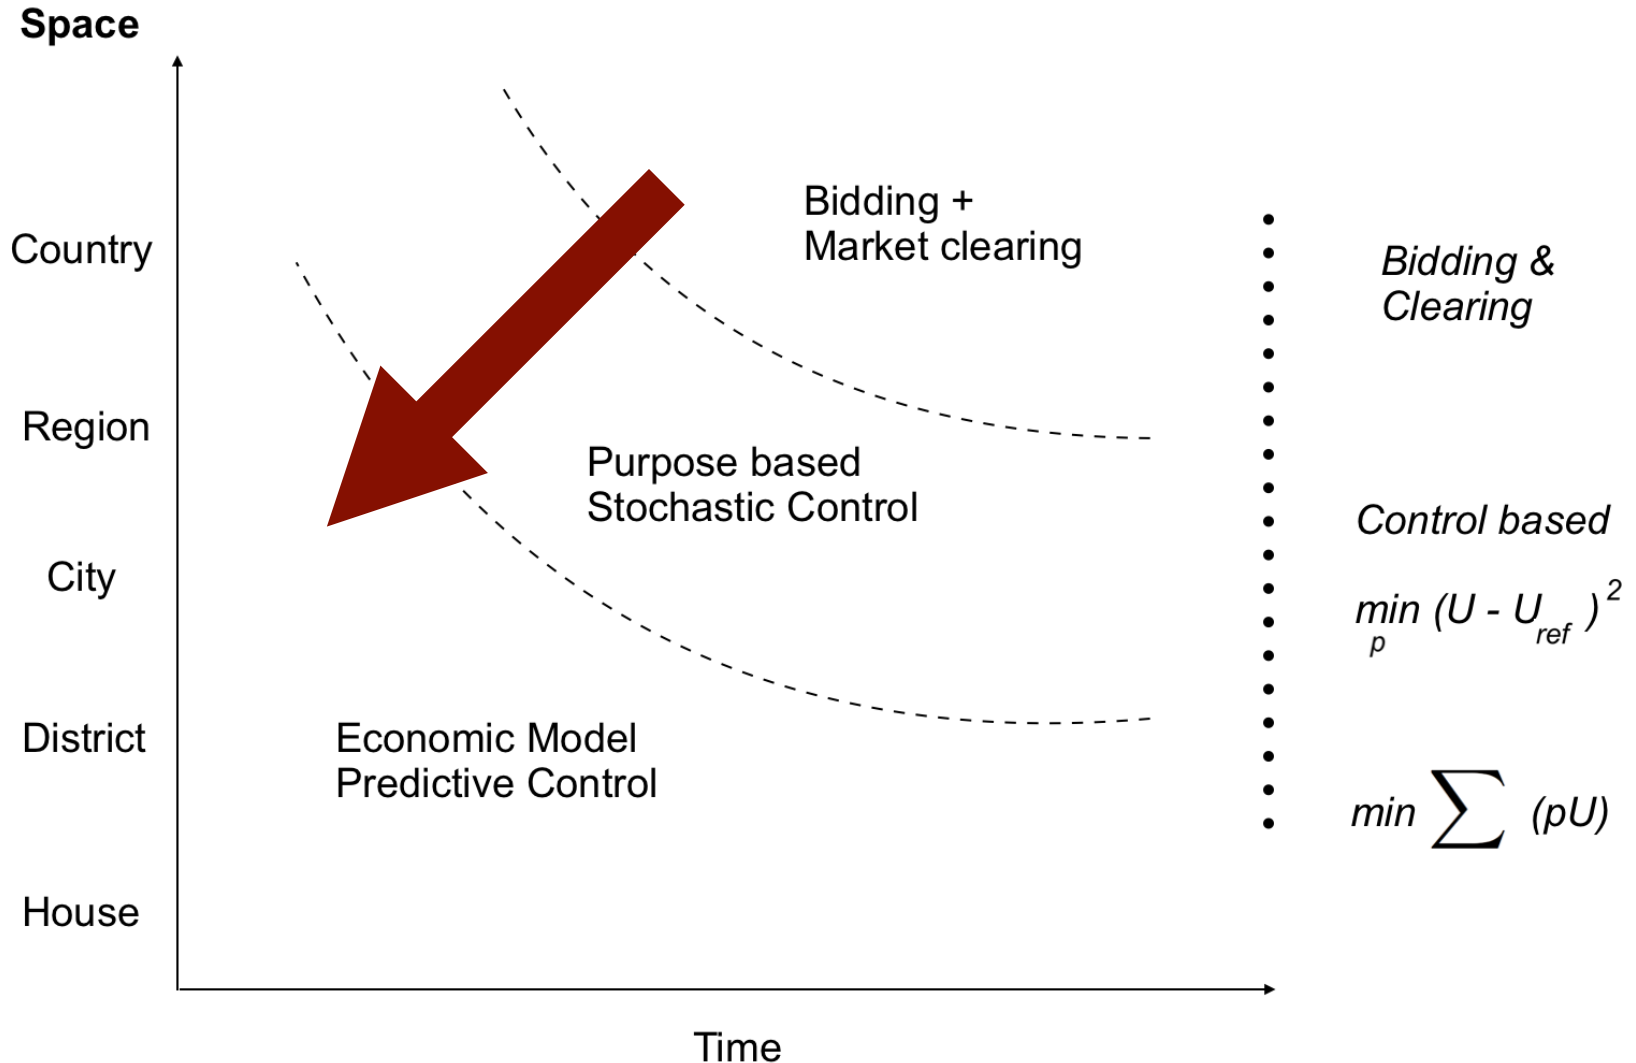 Space
Country
Region
City
District
House
Time
Bidding +
Market clearing
Purpose based
Stochastic Control
Economic Model
Predictive Control
Bidding &
Clearing
Control based
min (U - U_ref )^2
p
min ∑ (pU)